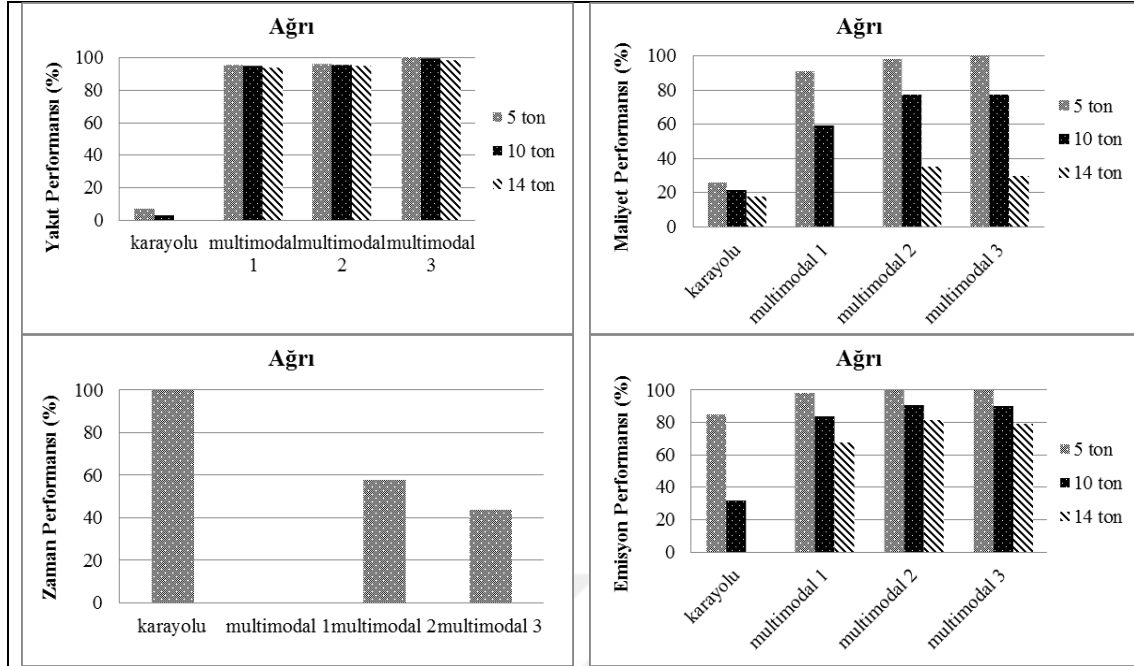 Ağrı
Yakıt Performansı (%)
100
80
60
40
20
0
karayolu multimodal multimodal multimodal
1 2 3
5 ton
10 ton
14 ton
Ağrı
Maliyet Performansı (%)
100
80
60
40
20
0
karayolu
multimodal 1
multimodal 2
multimodal 3
5 ton
10 ton
14 ton
Ağrı
Zaman Performansı (%)
100
80
60
40
20
0
karayolu multimodal 1 multimodal 2 multimodal 3
Ağrı
Emisyon Performansı (%)
100
80
60
40
20
0
karayolu
multimodal 1
multimodal 2
multimodal 3
5 ton
10 ton
14 ton